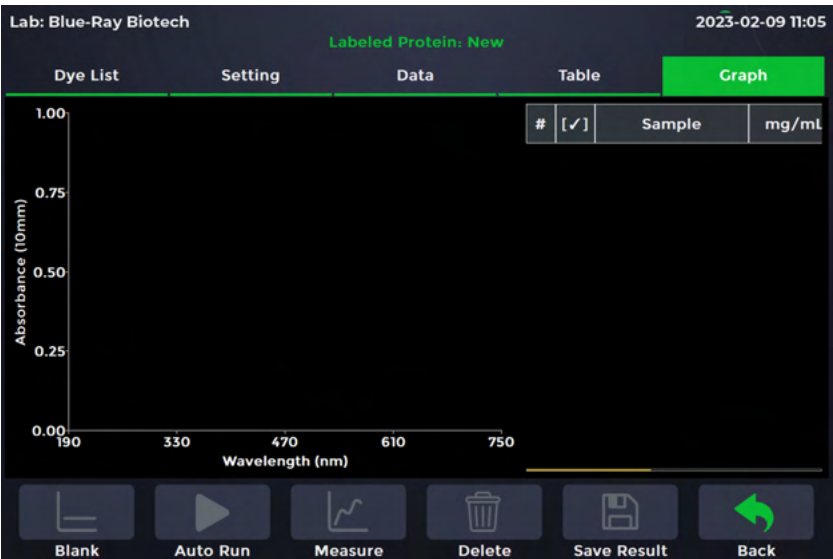 Lab: Blue-Ray Biotech
2023-02-09 11:05
Labeled Protein: New
Dye List
Setting
Data
Table
Graph
1.00
0.75
0.50
0.25
0.00
Absorbance (10mm)
190
330
470
610
750
Wavelength (nm)
# [✓] Sample mg/mL
Blank
Auto Run
Measure
Delete
Save Result
Back